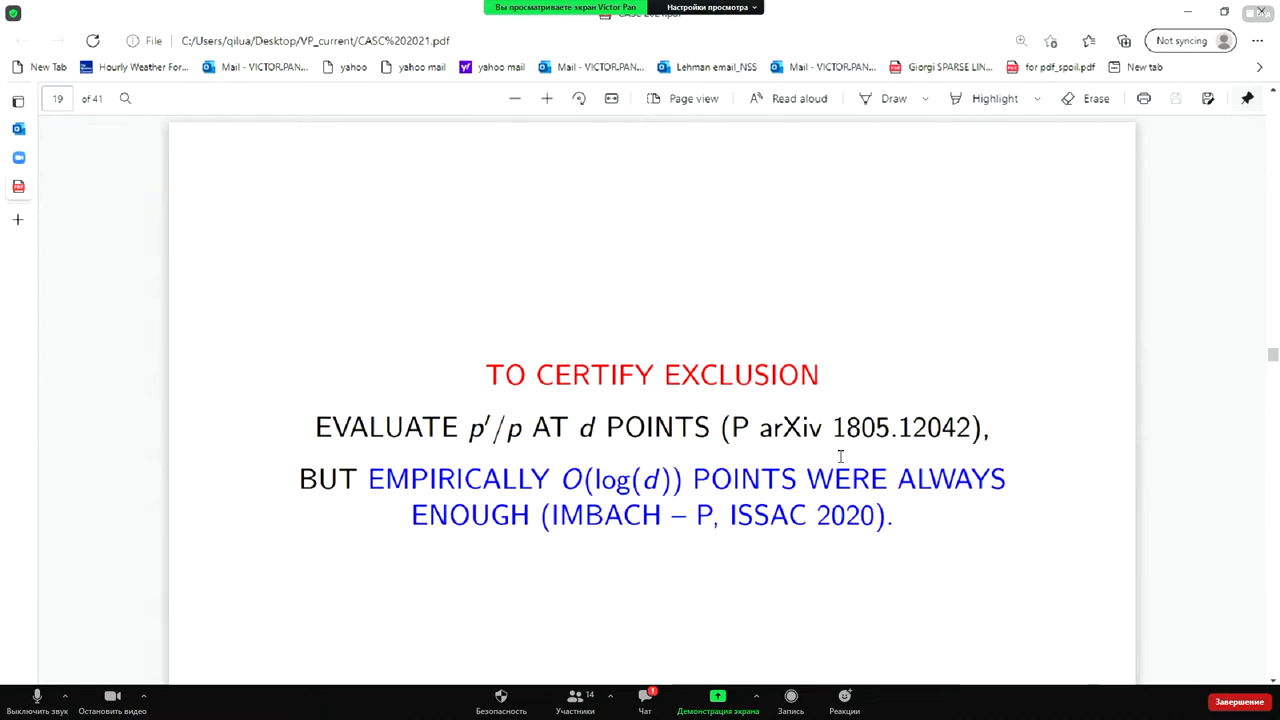 Вы просматриваете экран Victor Pan
Настройки просмотра
File
C:/Users/qilua/Desktop/VP_current/CASC%202021.pdf
Not syncing
New Tab
Hourly Weather For...
Mail - VICTOR.PAN...
yahoo
yahoo mail
yahoo mail
Mail - VICTOR.PAN...
Lehman email_NSS
Mail - VICTOR.PAN...
Giorgi SPARSE LIN...
for pdf_spoil.pdf
New tab
19 of 41
Page view
Read aloud
Draw
Highlight
Erase
TO CERTIFY EXCLUSION
EVALUATE p′/p AT d POINTS (P arXiv 1805.12042),
BUT EMPIRICALLY O(log(d)) POINTS WERE ALWAYS
ENOUGH (IMBACH – P, ISSAC 2020).
14
1
Выключить звук
Остановить видео
Безопасность
Участники
Чат
Демонстрация экрана
Запись
Реакции
Завершение